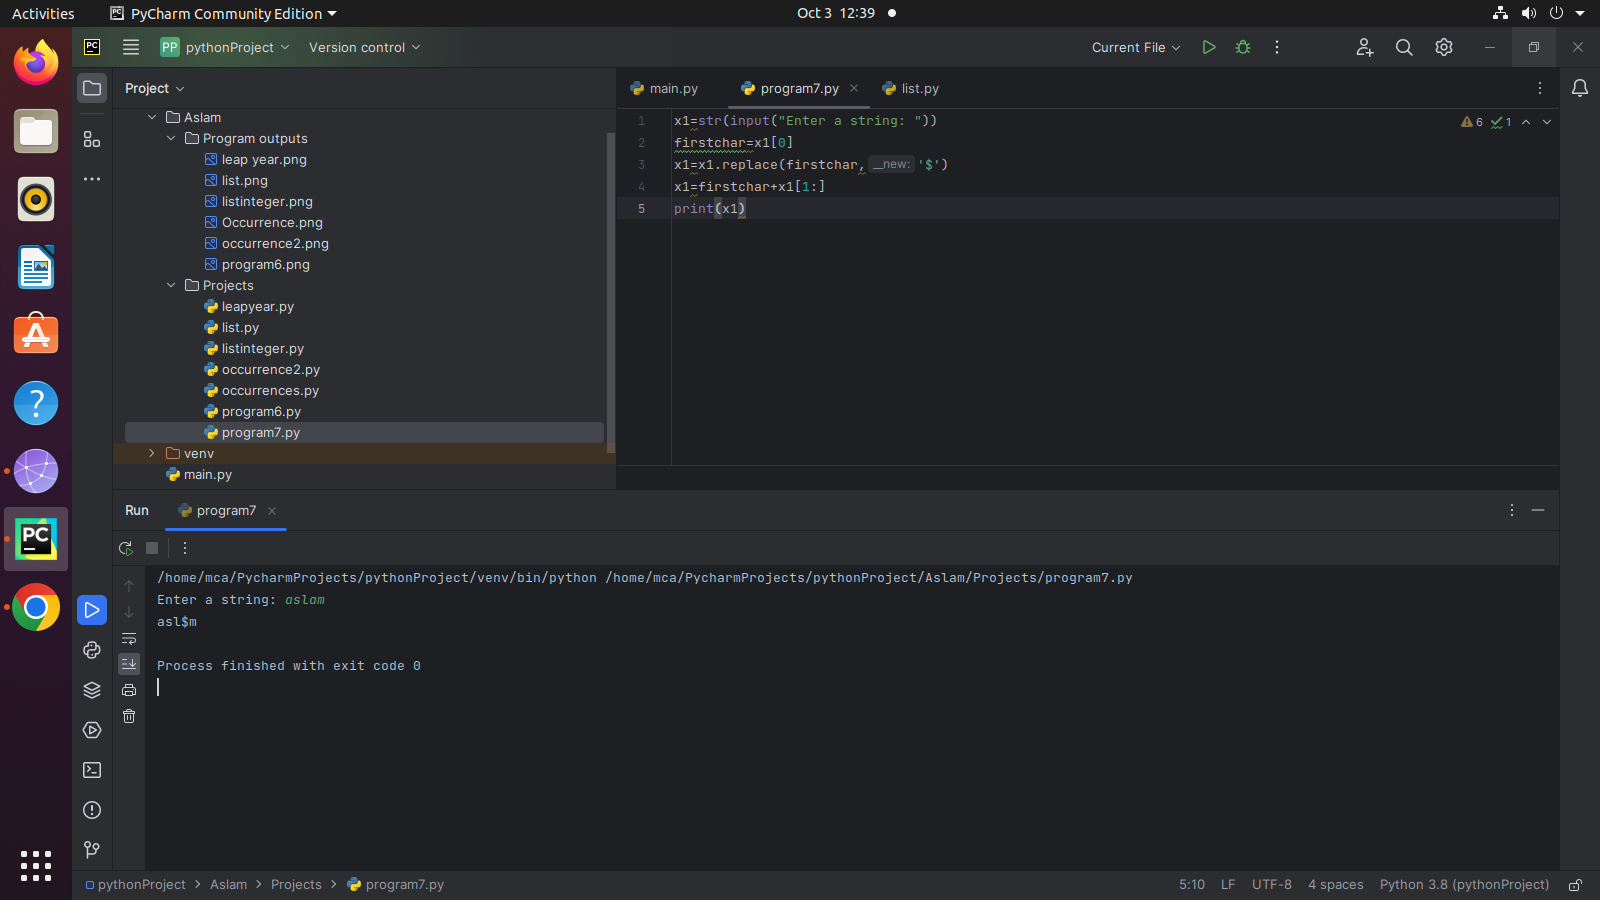 Activities
PyCharm Community Edition
Oct 3 12:39
PP pythonProject
Version control
Current File
Project
main.py
program7.py
list.py
Aslam
Program outputs
leap year.png
list.png
listinteger.png
Occurrence.png
occurrence2.png
program6.png
Projects
leapyear.py
list.py
listinteger.py
occurrence2.py
occurrences.py
program6.py
program7.py
venv
main.py
1 x1=str(input("Enter a string: "))
2 firstchar=x1[0]
3 x1=x1.replace(firstchar, __new: '$')
4 x1=firstchar+x1[1:]
5 print(x1)
6 1
Run
program7
/home/mca/PycharmProjects/pythonProject/venv/bin/python /home/mca/PycharmProjects/pythonProject/Aslam/Projects/program7.py
Enter a string: aslam
asl$m
Process finished with exit code 0
pythonProject > Aslam > Projects > program7.py
5:10 LF UTF-8 4 spaces Python 3.8 (pythonProject)